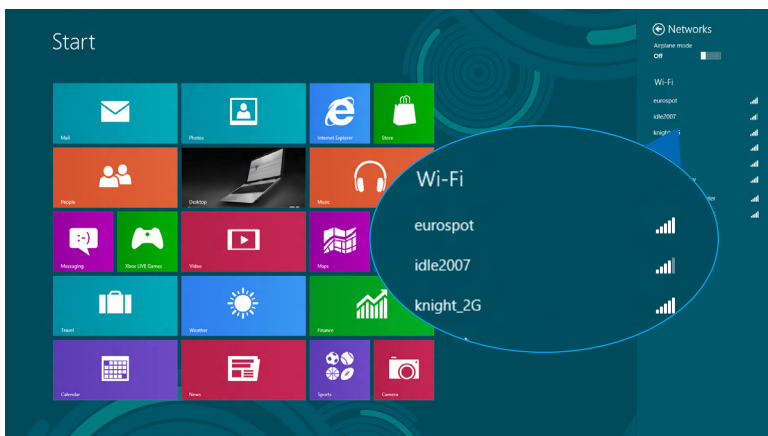 Start
Networks
Airplane mode
Off
Wi-Fi
eurospot
idle2007
Mail
Photos
Internet Explorer
Store
People
Desktop
Music
Messaging
Xbox LIVE Games
Video
Maps
Travel
Weather
Finance
Calendar
News
Sports
Camera
Wi-Fi
eurospot
idle2007
knight_2G